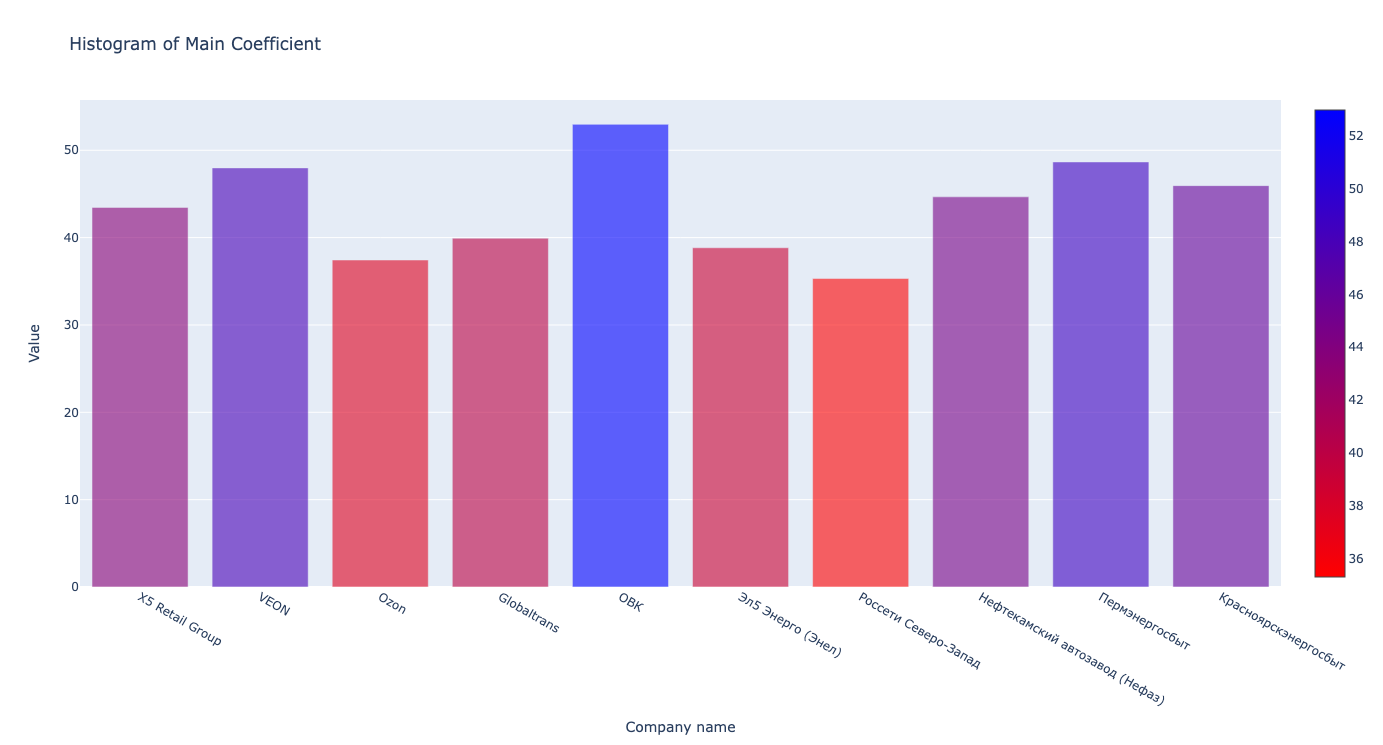 Histogram of Main Coefficient
50
40
30
20
10
0
Value
X5 Retail Group
VEON
Ozon
Globaltrans
ОВК
Эл5 Энерго (Энел)
Россети Северо-Запад
Нефтекамский автозавод (Нефаз)
Пермэнергосбыт
Красноярскэнергосбыт
Company name
52
50
48
46
44
42
40
38
36